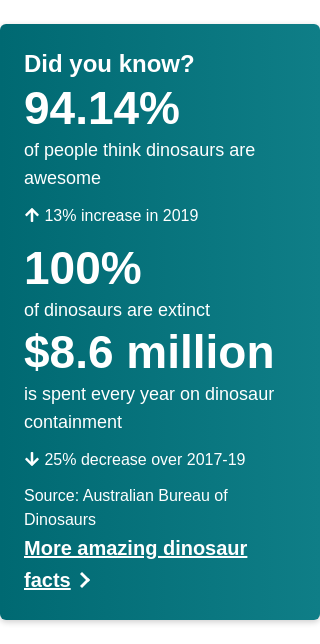 Did you know?
94.14%
of people think dinosaurs are
awesome
13% increase in 2019
100%
of dinosaurs are extinct
$8.6 million
is spent every year on dinosaur
containment
25% decrease over 2017-19
Source: Australian Bureau of
Dinosaurs
More amazing dinosaur
facts